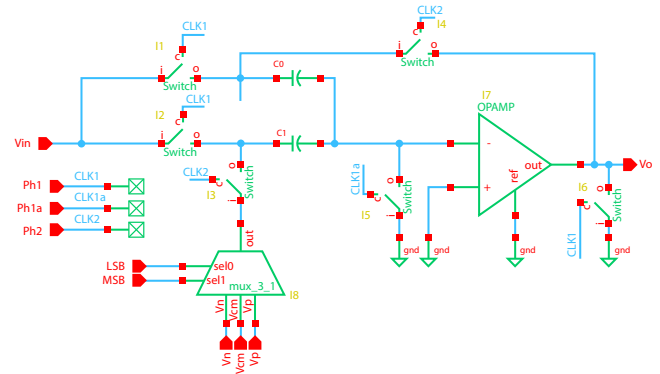 CLK2
I4
c
i
o
Switch
I1
CLK1
c
i
o
Switch
C0
I2
CLK1
c
i
o
Switch
C1
Vin
I7
OPAMP
-
+
out
ref
Vo
CLK2
I3
o
c
i
Switch
CLK1a
I5
o
c
i
Switch
gnd
gnd
gnd
I6
CLK1
o
c
i
Switch
gnd
Ph1
CLK1
Ph1a
CLK1a
Ph2
CLK2
out
LSB
sel0
MSB
sel1
mux_3_1
I8
Vn
Vcm
Vp
Vn
Vcm
Vp